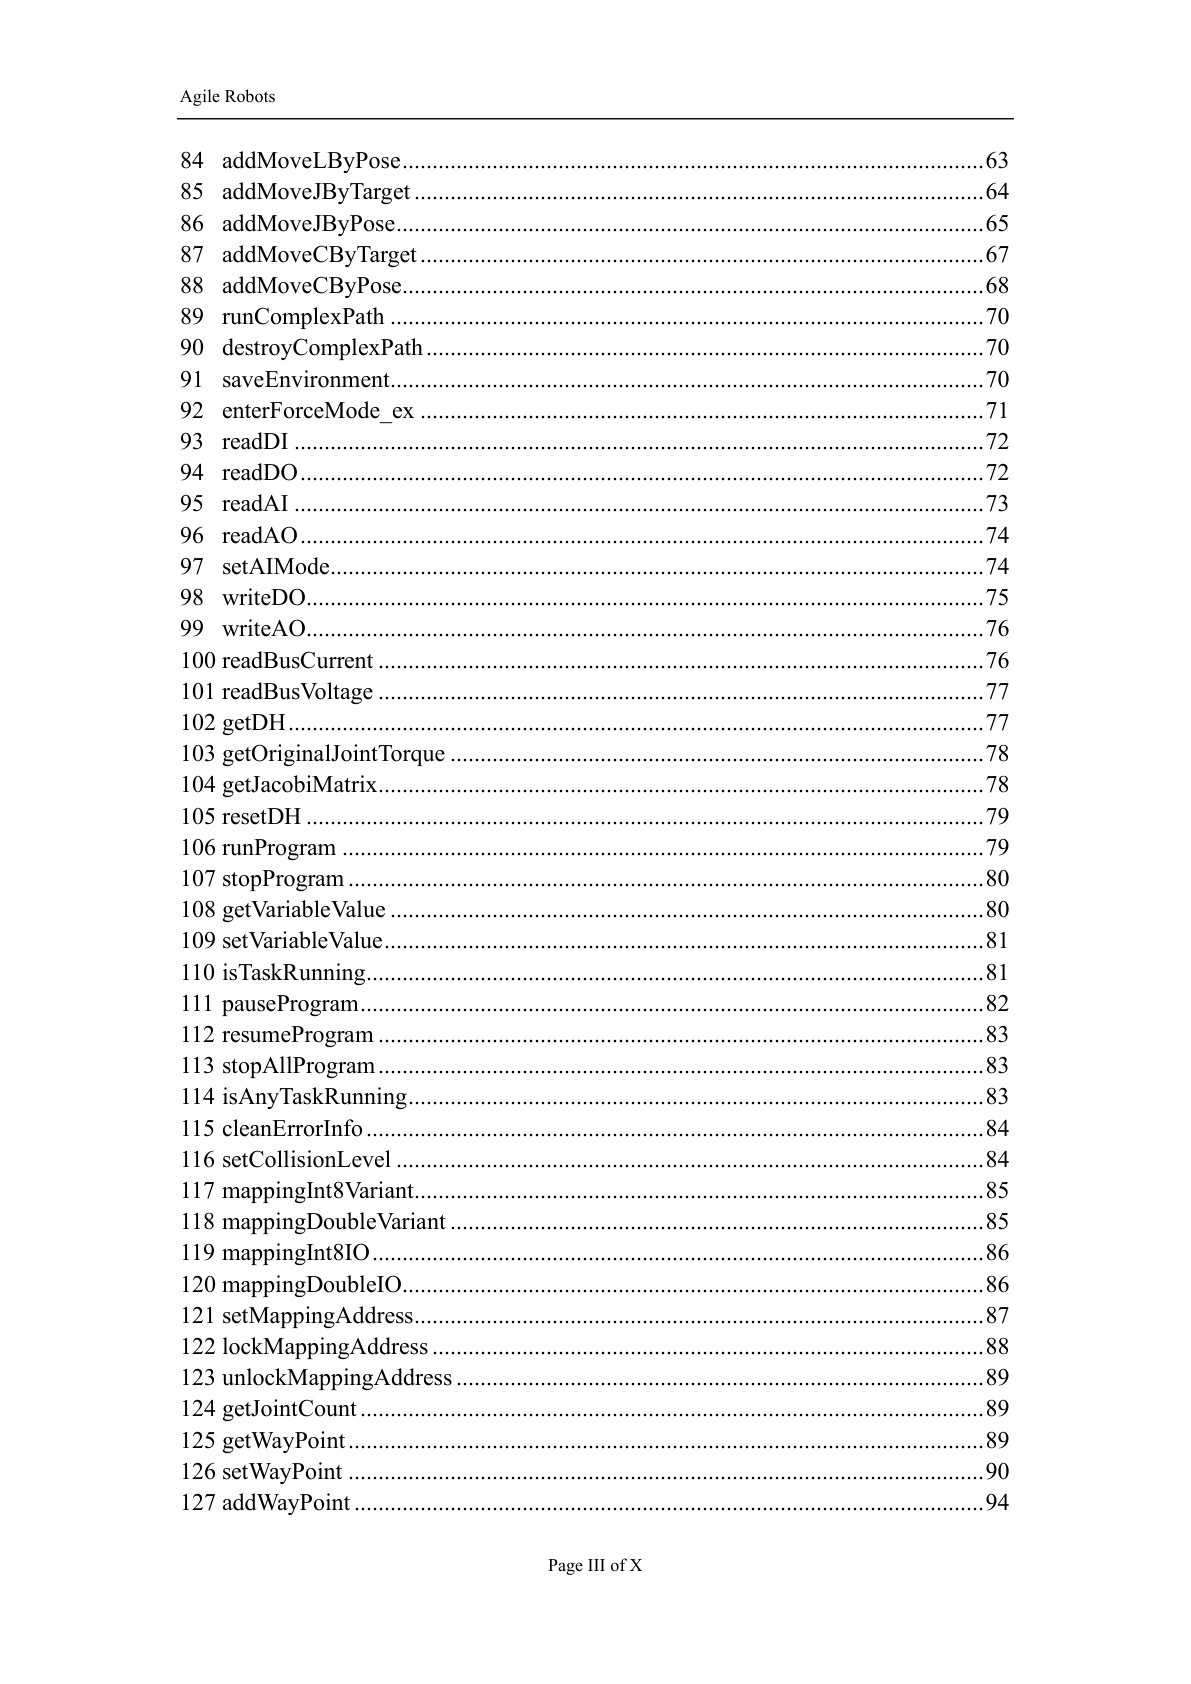 Agile Robots
84 addMoveLByPose....................63
85 addMoveJByTarget....................64
86 addMoveJByPose....................65
87 addMoveCByTarget....................67
88 addMoveCByPose....................68
89 runComplexPath ....................70
90 destroyComplexPath....................70
91 saveEnvironment....................70
92 enterForceMode_ex ....................71
93 readDI ....................72
94 readDO....................72
95 readAI ....................73
96 readAO....................74
97 setAIMode....................74
98 writeDO....................75
99 writeAO....................76
100 readBusCurrent ....................76
101 readBusVoltage ....................77
102 getDH....................77
103 getOriginalJointTorque ....................78
104 getJacobiMatrix....................78
105 resetDH ....................79
106 runProgram ....................79
107 stopProgram ....................80
108 getVariableValue ....................80
109 setVariableValue....................81
110 isTaskRunning....................81
111 pauseProgram....................82
112 resumeProgram ....................83
113 stopAllProgram....................83
114 isAnyTaskRunning....................83
115 cleanErrorInfo....................84
116 setCollisionLevel ....................84
117 mappingInt8Variant....................85
118 mappingDoubleVariant ....................85
119 mappingInt8IO....................86
120 mappingDoubleIO....................86
121 setMappingAddress....................87
122 lockMappingAddress....................88
123 unlockMappingAddress....................89
124 getJointCount....................89
125 getWayPoint....................89
126 setWayPoint ....................90
127 addWayPoint....................94
Page III of X